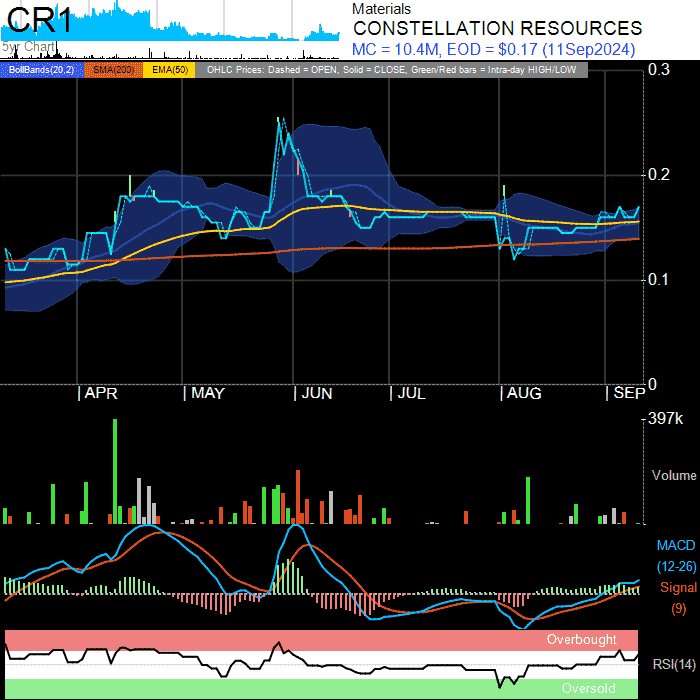 CR1
5yr Chart
Materials
CONSTELLATION RESOURCES
MC = 10.4M, EOD = $0.17 (11Sep2024)
BollBands(20,2) SMA(200) EMA(50) OHLC Prices: Dashed = OPEN, Solid = CLOSE, Green/Red bars = Intra-day HIGH/LOW
0.3
0.2
0.1
0
| APR | MAY | JUN | JUL | AUG | SEP
397k
Volume
MACD
(12-26)
Signal
(9)
Overbought
RSI(14)
Oversold